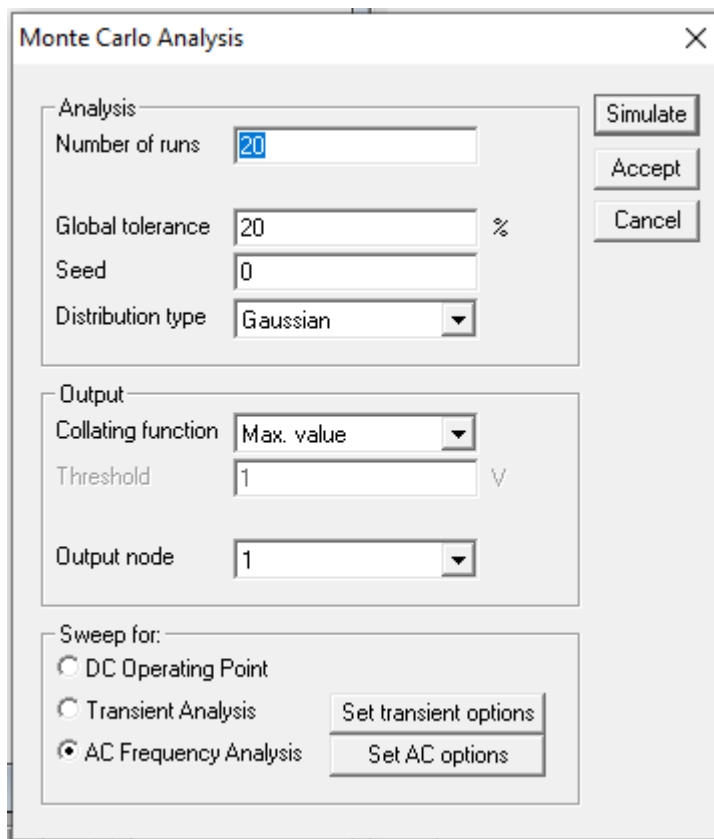 Monte Carlo Analysis
Analysis
Number of runs 20
Simulate
Accept
Global tolerance 20 %
Cancel
Seed 0
Distribution type Gaussian
Output
Collating function Max. value
Threshold 1 V
Output node 1
Sweep for:
DC Operating Point
Transient Analysis Set transient options
AC Frequency Analysis Set AC options